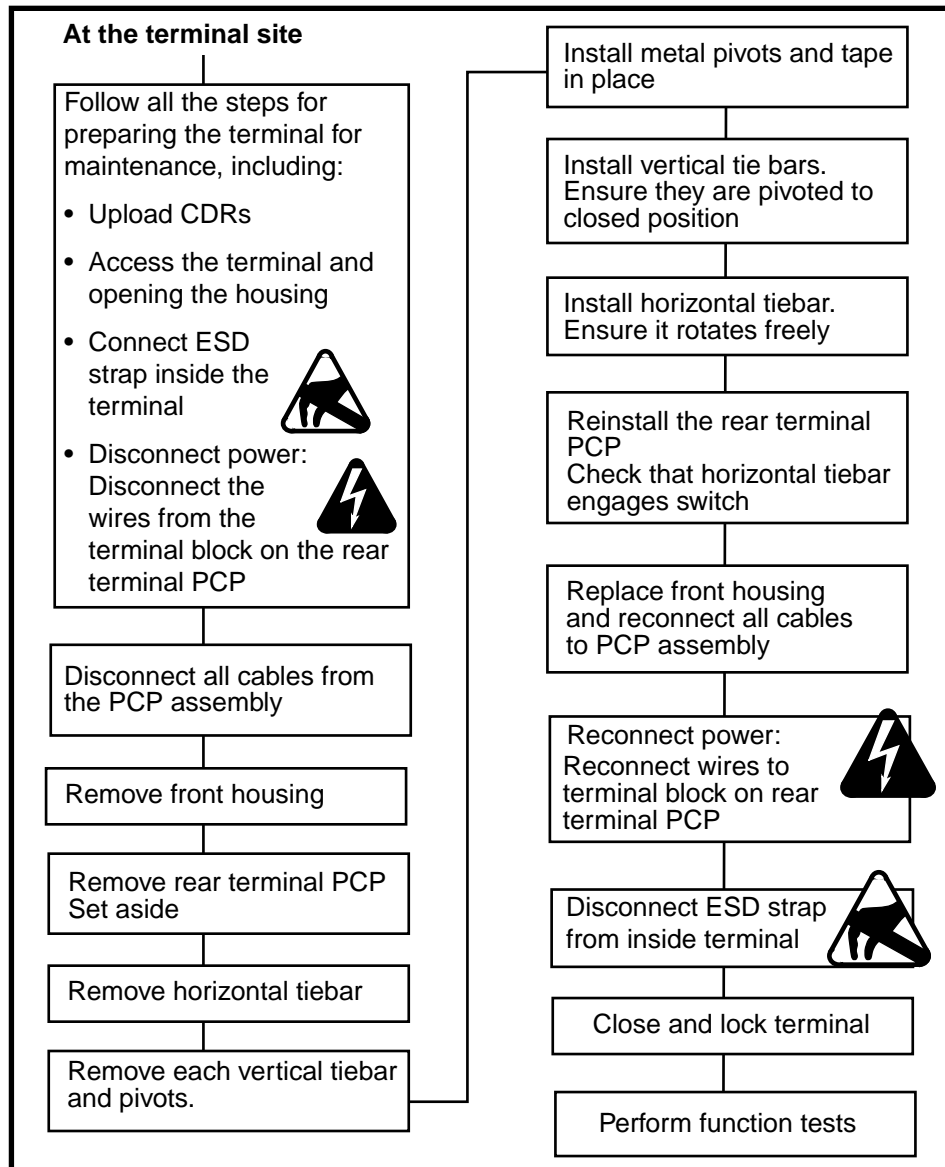 At the terminal site
Follow all the steps for
preparing the terminal for
maintenance, including:
• Upload CDRs
• Access the terminal and
opening the housing
• Connect ESD
strap inside the
terminal
• Disconnect power:
Disconnect the
wires from the
terminal block on the rear
terminal PCP
Disconnect all cables from
the PCP assembly
Remove front housing
Remove rear terminal PCP
Set aside
Remove horizontal tiebar
Remove each vertical tiebar
and pivots.
Install metal pivots and tape
in place
Install vertical tie bars.
Ensure they are pivoted to
closed position
Install horizontal tiebar.
Ensure it rotates freely
Reinstall the rear terminal
PCP
Check that horizontal tiebar
engages switch
Replace front housing
and reconnect all cables
to PCP assembly
Reconnect power:
Reconnect wires to
terminal block on rear
terminal PCP
Disconnect ESD strap
from inside terminal
Close and lock terminal
Perform function tests